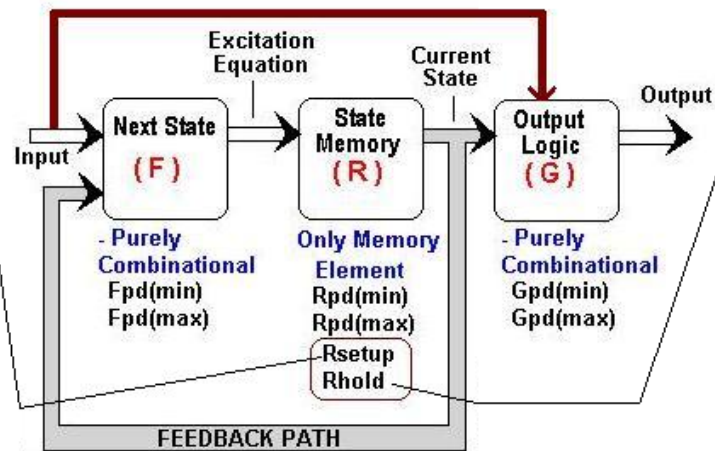 Excitation
Equation
Current
State
Output
Input
Next State
(F)
State
Memory
(R)
Output
Logic
(G)
- Purely
Combinational
Fpd(min)
Fpd(max)
Only Memory
Element
Rpd(min)
Rpd(max)
Rsetup
Rhold
- Purely
Combinational
Gpd(min)
Gpd(max)
FEEDBACK PATH